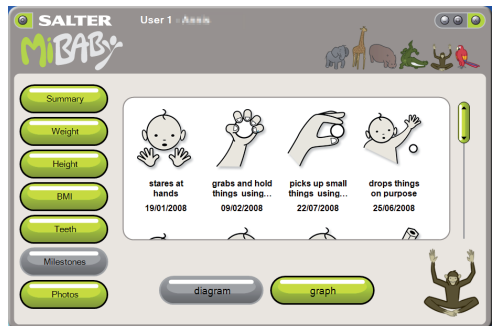 SALTER
MiBABY
User 1 :
Summary
Weight
Height
BMI
Teeth
Milestones
Photos
stares at
hands
19/01/2008
grabs and hold
things using...
09/02/2008
picks up small
things using...
22/07/2008
drops things
on purpose
25/06/2008
diagram
graph